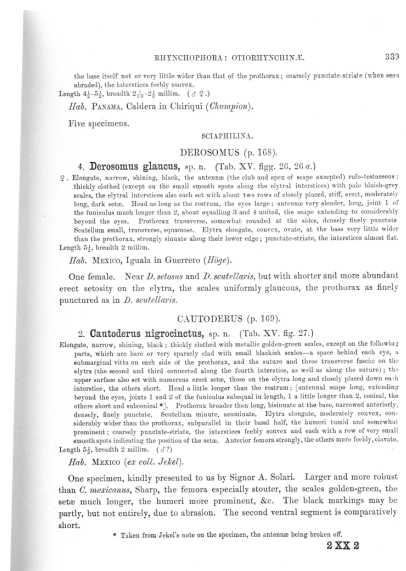 RHYNCHOPHORA: OTIORHYNCHINÆ. 339
the base itself not or very little wider than that of the prothorax; coarsely punctate-striate (when seen
abraded), the interstices feebly convex.
Length 4½–5½, breadth millim. (♂ ♀.)
Hab. PANAMA, Caldera in Chiriqui (Champion).
Five specimens.
SCIAPHILINA.
DEROSOMUS (p. 168).
4. Derosomus glaucus, sp. n. (Tab. XV. figg. 26, 26 a.)
♀. Elongate, narrow, shining, black, the antennæ (the club and apex of scape excepted) rufo-testaceous;
thickly clothed (except on the small smooth spots along the elytral interstices) with pale bluish-grey
scales, the elytral interstices also each set with about two rows of closely placed, stiff, erect, moderately
long, dark setæ. Head as long as the rostrum, the eyes large; antennæ very slender, long, joint 1 of
the funiculus much longer than 2, about equalling 3 and 4 united, the scape extending to considerably
beyond the eyes. Prothorax transverse, somewhat rounded at the sides, densely finely punctate
Scutellum small, transverse, squamose. Elytra elongate, convex, ovate, at the base very little wider
than the prothorax, strongly sinuate along their lower edge; punctate-striate, the interstices almost flat.
Length 5½, breadth 2 millim.
Hab. MEXICO, Iguala in Guerrero (Höge).
One female. Near D. setosus and D. scutellaris, but with shorter and more abundant
erect setosity on the elytra, the scales uniformly glaucous, the prothorax as finely
punctured as in D. scutellaris.
CAUTODERUS (p. 169).
2. Cautoderus nigrocinctus, sp. n. (Tab. XV. fig. 27.)
Elongate, narrow, shining, black; thickly clothed with metallic golden-green scales, except on the following
parts, which are bare or very sparsely clad with small blackish scales—a space behind each eye, a
submarginal vitta on each side of the prothorax, and the suture and three transverse fasciæ on the
elytra (the second and third connected along the fourth interstice, as well as along the suture); the
upper surface also set with numerous erect setæ, those on the elytra long and closely placed down each
interstice, the others short. Head a little longer than the rostrum; [antennal scape long, extending
beyond the eyes, joints 1 and 2 of the funiculus subequal in length, 1 a little longer than 2, conical, the
others short and subconical*]. Prothorax broader than long, bisinuate at the base, narrowed anteriorly,
densely, finely punctate. Scutellum minute, acuminate. Elytra elongate, moderately convex, con-
siderably wider than the prothorax, subparallel in their basal half, the humeri tumid and somewhat
prominent; coarsely punctate-striate, the interstices feebly convex and each with a row of very small
smooth spots indicating the position of the setæ. Anterior femora strongly, the others more feebly, clavate.
Length 5½, breadth 2 millim. (♂?)
Hab. MEXICO (ex coll. Jekel).
One specimen, kindly presented to us by Signor A. Solari. Larger and more robust
than C. mexicanus, Sharp, the femora especially stouter, the scales golden-green, the
setæ much longer, the humeri more prominent, &c. The black markings may be
partly, but not entirely, due to abrasion. The second ventral segment is comparatively
short.
* Taken from Jekel's note on the specimen, the antennæ being broken off.
2 XX 2